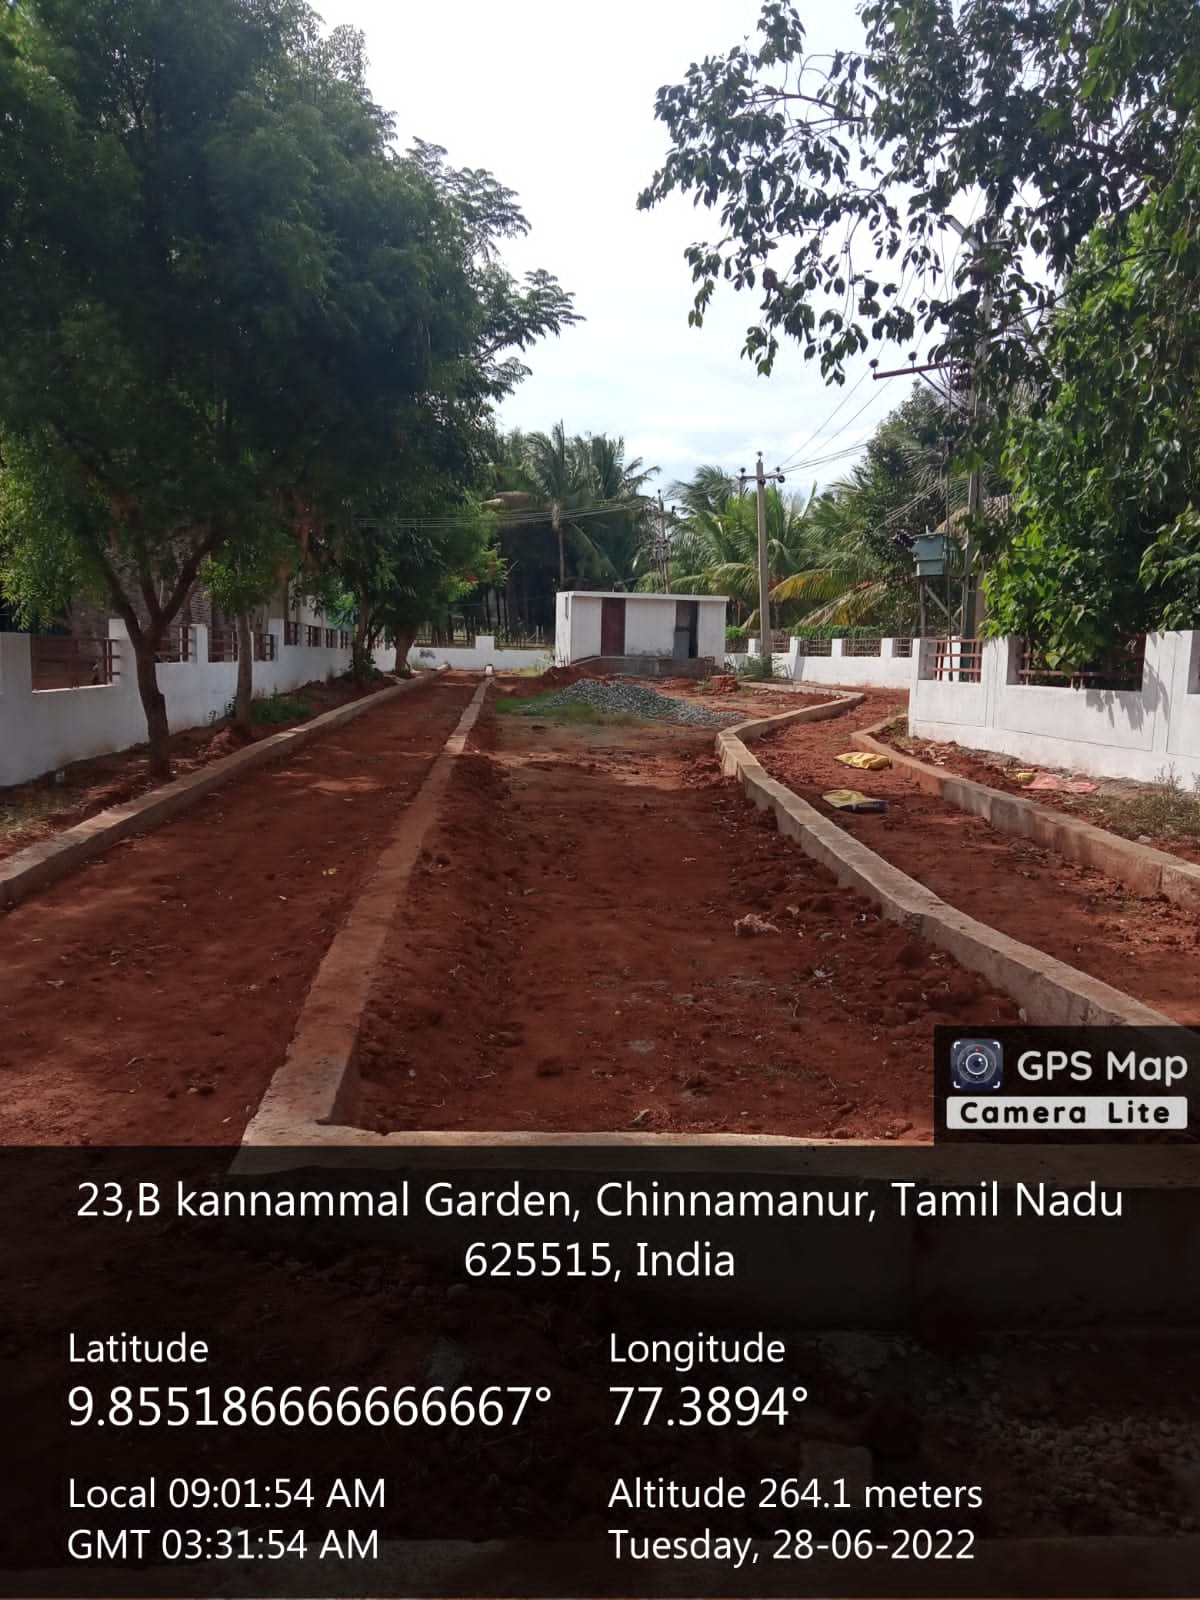 GPS Map
Camera Lite
23,B kannammal Garden, Chinnamanur, Tamil Nadu
625515, India
Latitude
9.855186666666667°
Longitude
77.3894°
Local 09:01:54 AM
GMT 03:31:54 AM
Altitude 264.1 meters
Tuesday, 28-06-2022